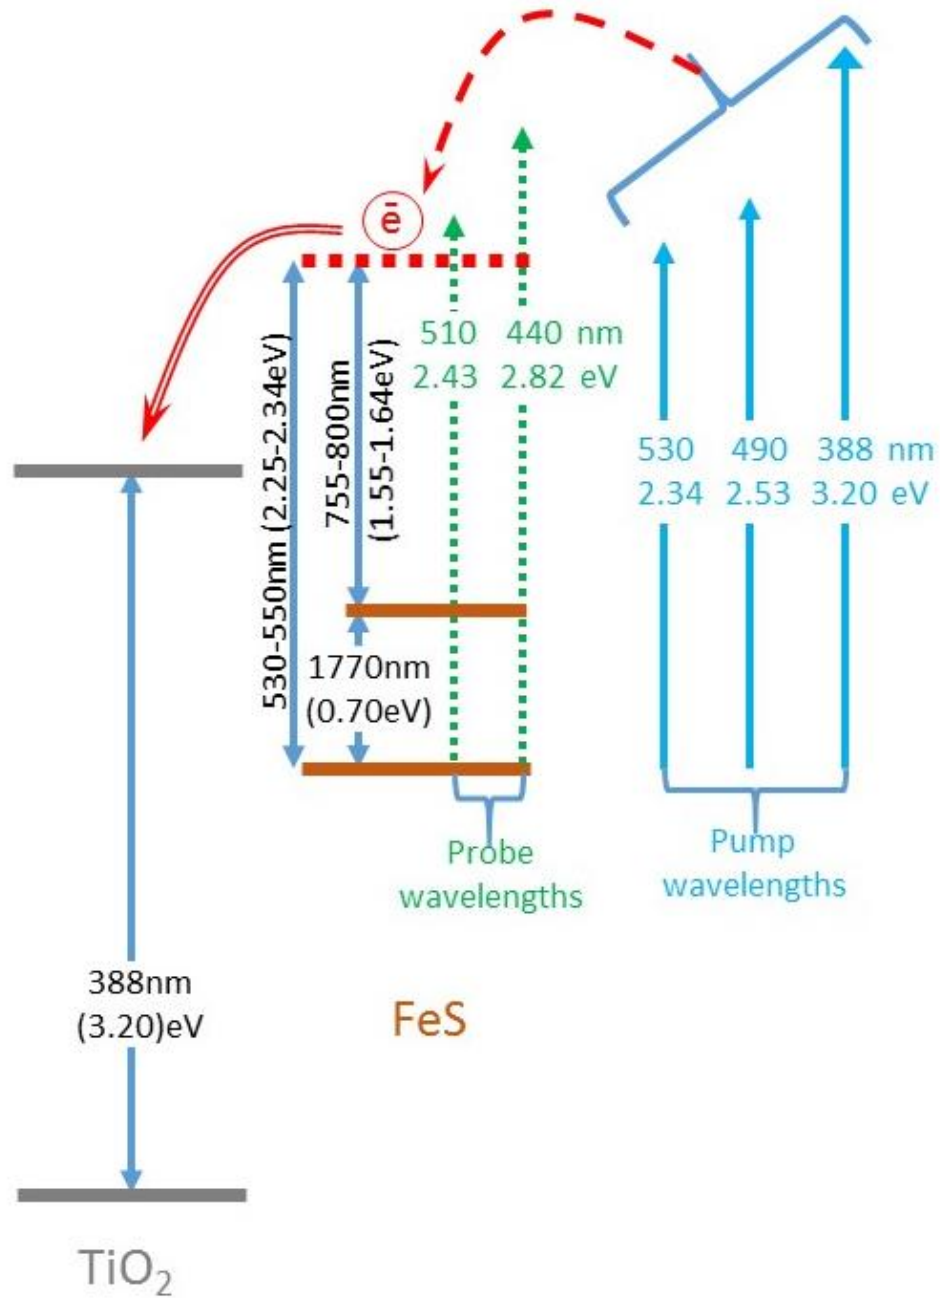 ē
510 440 nm
2.43 2.82 eV
530-550nm (2.25-2.34eV)
755-800nm
(1.55-1.64eV)
530 490 388 nm
2.34 2.53 3.20 eV
1770nm
(0.70eV)
Probe
wavelengths
Pump
wavelengths
388nm
(3.20)eV
FeS
TiO₂